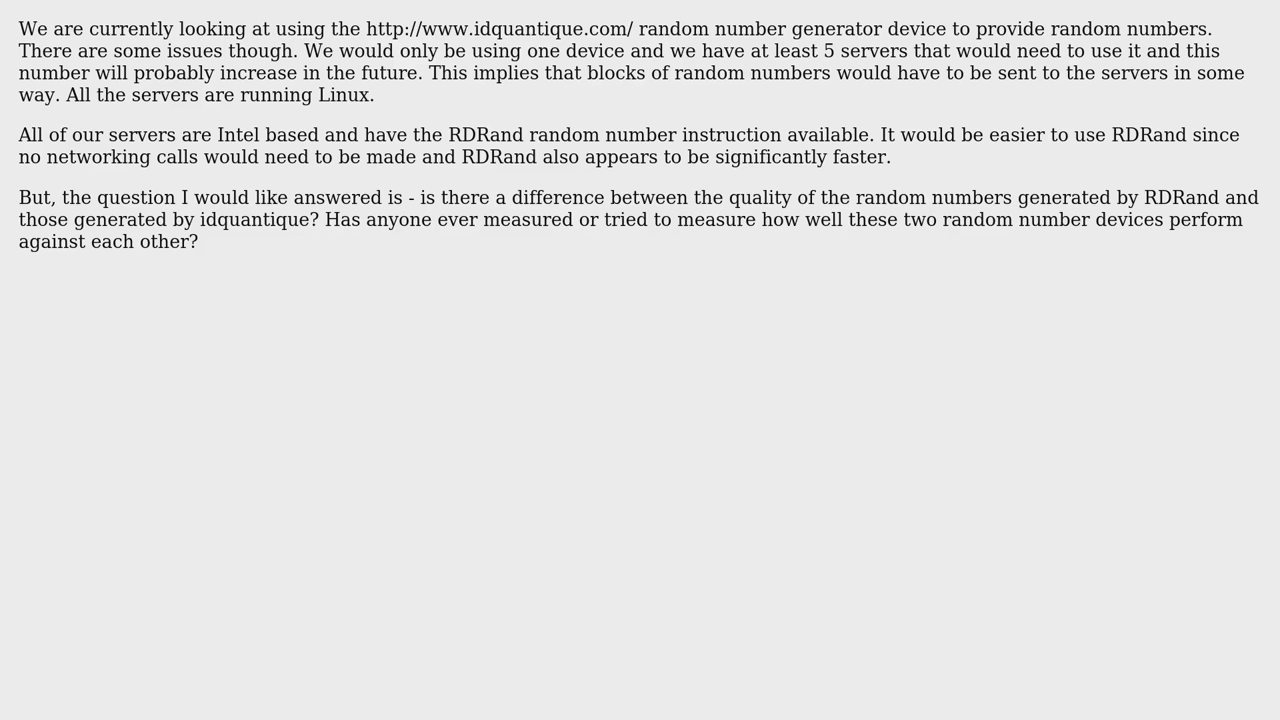 We are currently looking at using the http://www.idquantique.com/ random number generator device to provide random numbers.
There are some issues though. We would only be using one device and we have at least 5 servers that would need to use it and this
number will probably increase in the future. This implies that blocks of random numbers would have to be sent to the servers in some
way. All the servers are running Linux.
All of our servers are Intel based and have the RDRand random number instruction available. It would be easier to use RDRand since
no networking calls would need to be made and RDRand also appears to be significantly faster.
But, the question I would like answered is - is there a difference between the quality of the random numbers generated by RDRand and
those generated by idquantique? Has anyone ever measured or tried to measure how well these two random number devices perform
against each other?